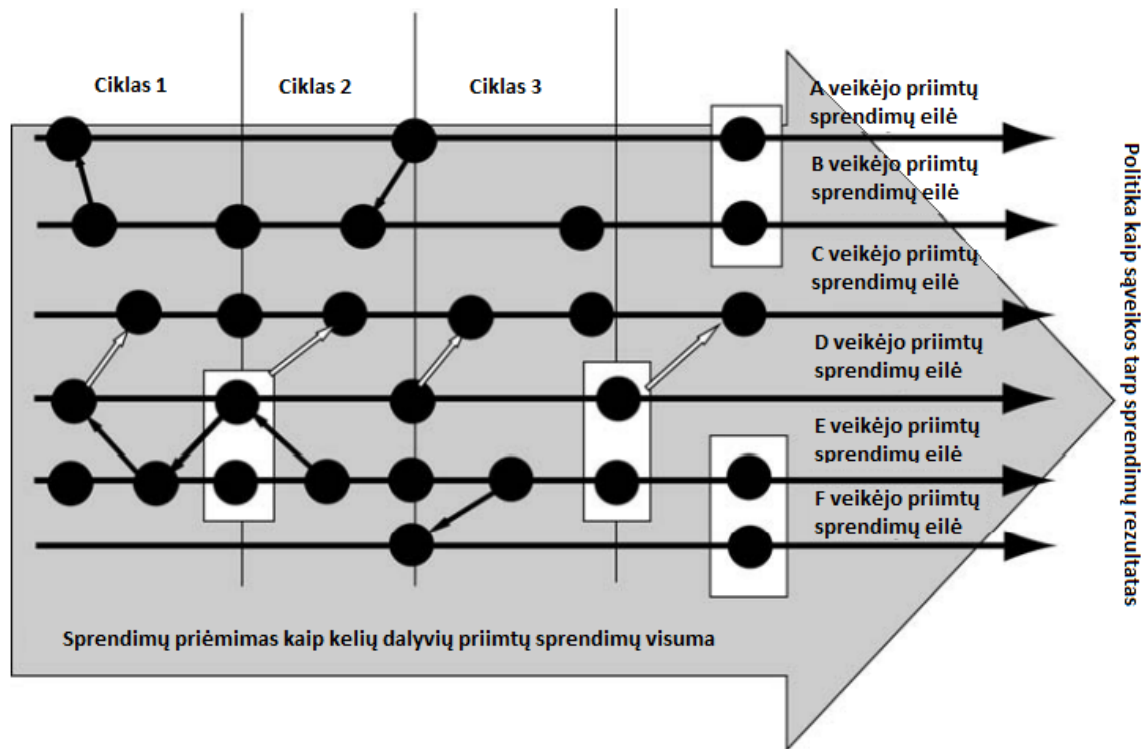 Ciklas 1
Ciklas 2
Ciklas 3
A veikėjo priimtų
sprendimų eilė
B veikėjo priimtų
sprendimų eilė
C veikėjo priimtų
sprendimų eilė
D veikėjo priimtų
sprendimų eilė
E veikėjo priimtų
sprendimų eilė
F veikėjo priimtų
sprendimų eilė
Politika kaip sąveikos tarp sprendimų rezultatas
Sprendimų priėmimas kaip kelių dalyvių priimtų sprendimų visuma